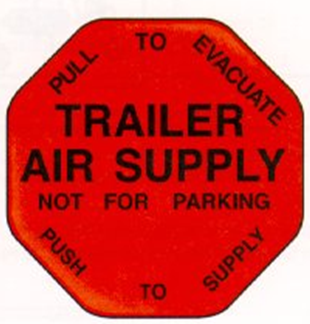 PULL TO EVACUATE
TRAILER
AIR SUPPLY
NOT FOR PARKING
PUSH TO SUPPLY